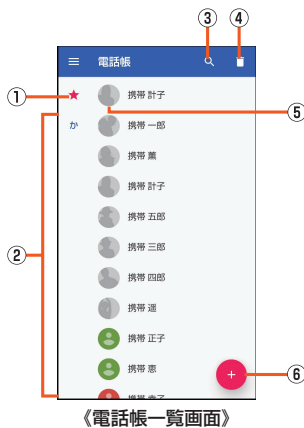 ③ ④
電話帳
① 携帯 計子
⑤
か 携帯 一郎
携帯 薫
携帯 計子
携帯 五郎
② 携帯 三郎
携帯 四郎
携帯 遥
携帯 正子
携帯 恵
⑥
《電話帳一覧画面》